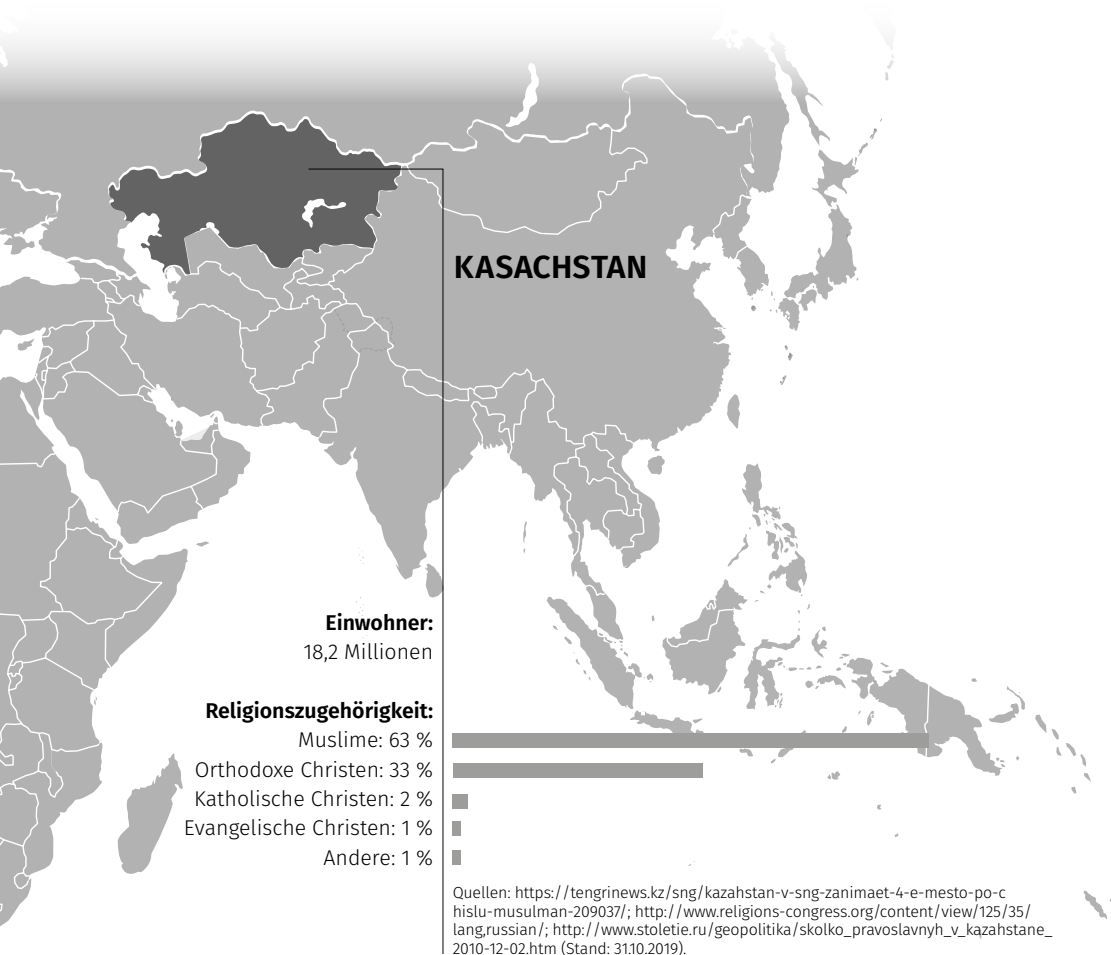 KASACHSTAN
Einwohner:
18,2 Millionen
Religionszugehörigkeit:
Muslime: 63 %
Orthodoxe Christen: 33 %
Katholische Christen: 2 %
Evangelische Christen: 1 %
Andere: 1 %
Quellen: https://tengrinews.kz/sng/kazahstan-v-sng-zanimaet-4-e-mesto-po-c
hislu-musulman-209037/; http://www.religions-congress.org/content/view/125/35/
lang,russian/; http://www.stoletie.ru/geopolitika/skolko_pravoslavnyh_v_kazahstane_
2010-12-02.htm (Stand: 31.10.2019).